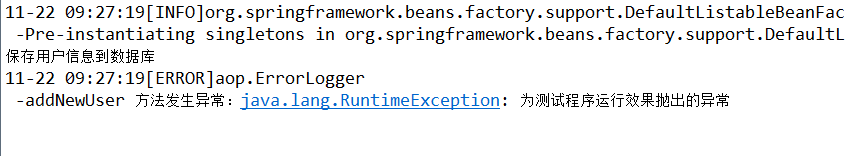 11-22 09:27:19[INFO]org.springframework.beans.factory.support.DefaultListableBeanFac
-Pre-instantiating singletons in org.springframework.beans.factory.support.DefaultL
保存用户信息到数据库
11-22 09:27:19[ERROR]aop.ErrorLogger
-addNewUser 方法发生异常：java.lang.RuntimeException: 为测试程序运行效果抛出的异常